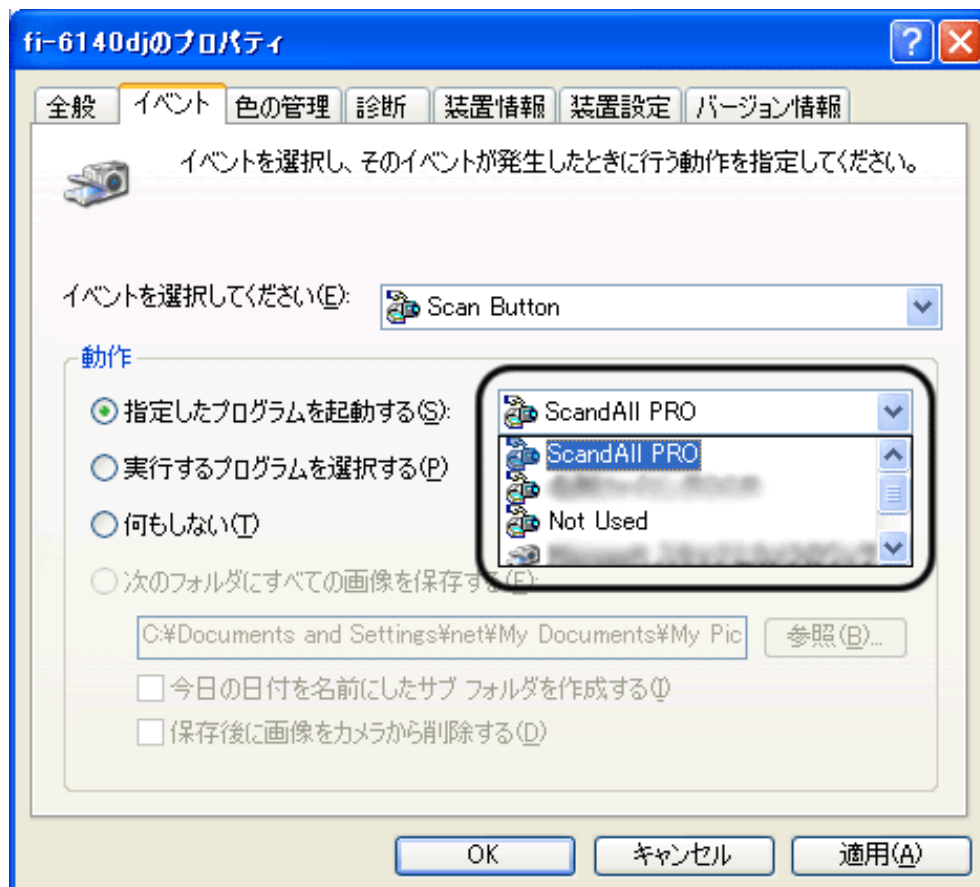 fi-6140djのプロパティ
全般 イベント 色の管理 診断 装置情報 装置設定 バージョン情報
イベントを選択し、そのイベントが発生したときに行う動作を指定してください。
イベントを選択してください(E): Scan Button
動作
指定したプログラムを起動する(S): ScandAll PRO
ScandAll PRO
実行するプログラムを選択する(P)
Not Used
何もしない(T)
次のフォルダにすべての画像を保存する(F):
C:¥Documents and Settings¥net¥My Documents¥My Pic 参照(B)...
今日の日付を名前にしたサブ フォルダを作成する(I)
保存後に画像をカメラから削除する(D)
OK キャンセル 適用(A)